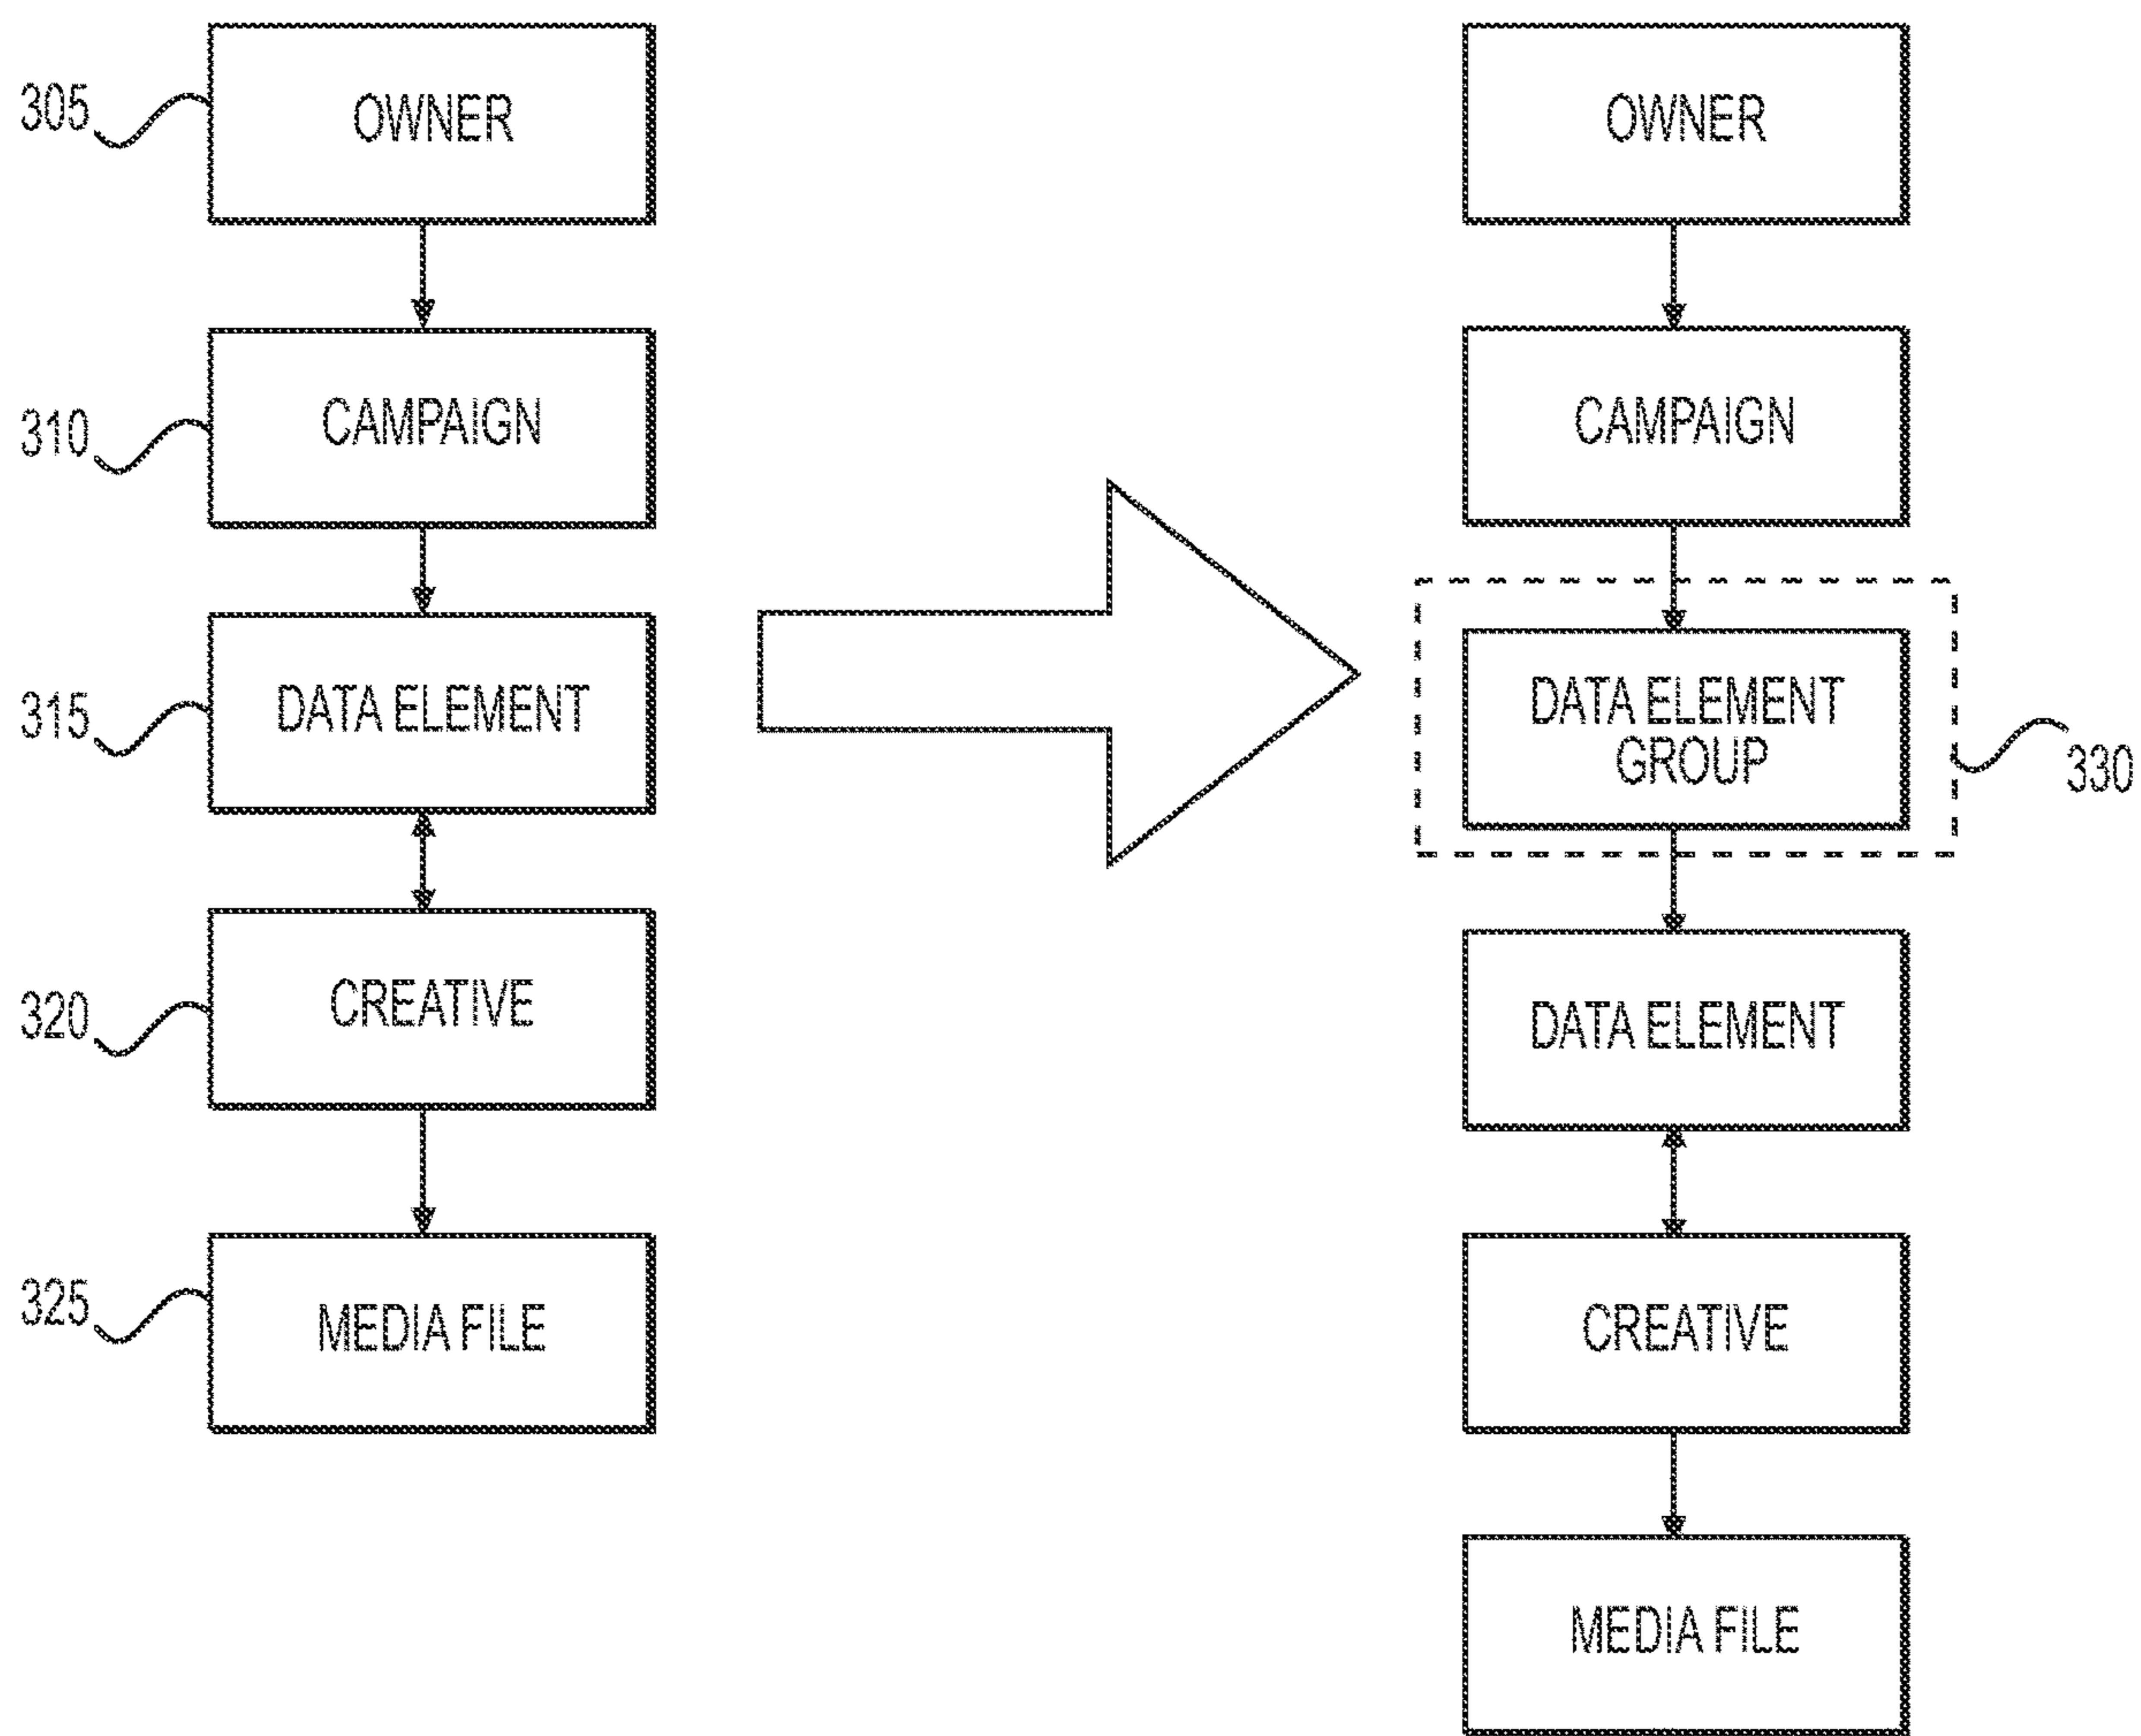 305
OWNER
310
CAMPAIGN
315
DATA ELEMENT
320
CREATIVE
325
MEDIA FILE
OWNER
CAMPAIGN
DATA ELEMENT
GROUP
330
DATA ELEMENT
CREATIVE
MEDIA FILE